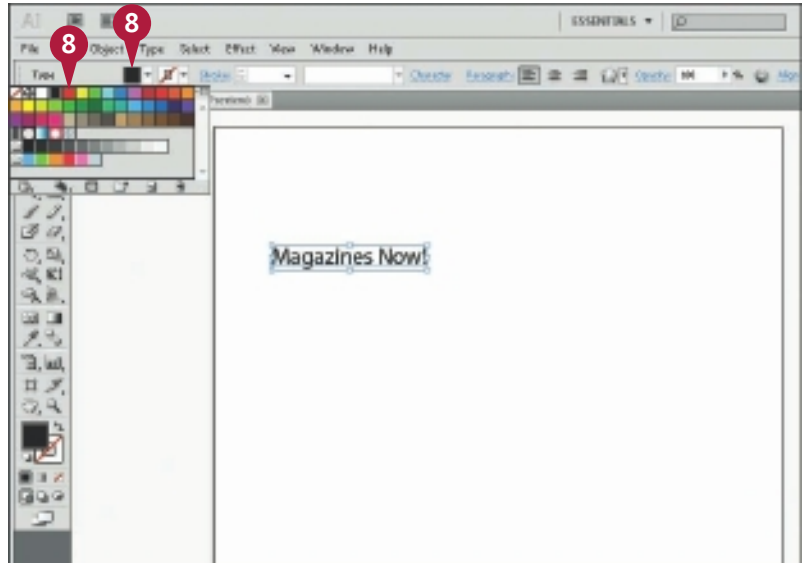 8
AI ESSENTIALS
8
File Object Type Select Effect View Window Help
Type Stroke: Character Paragraph Opacity: 100 %
Magazines Now!